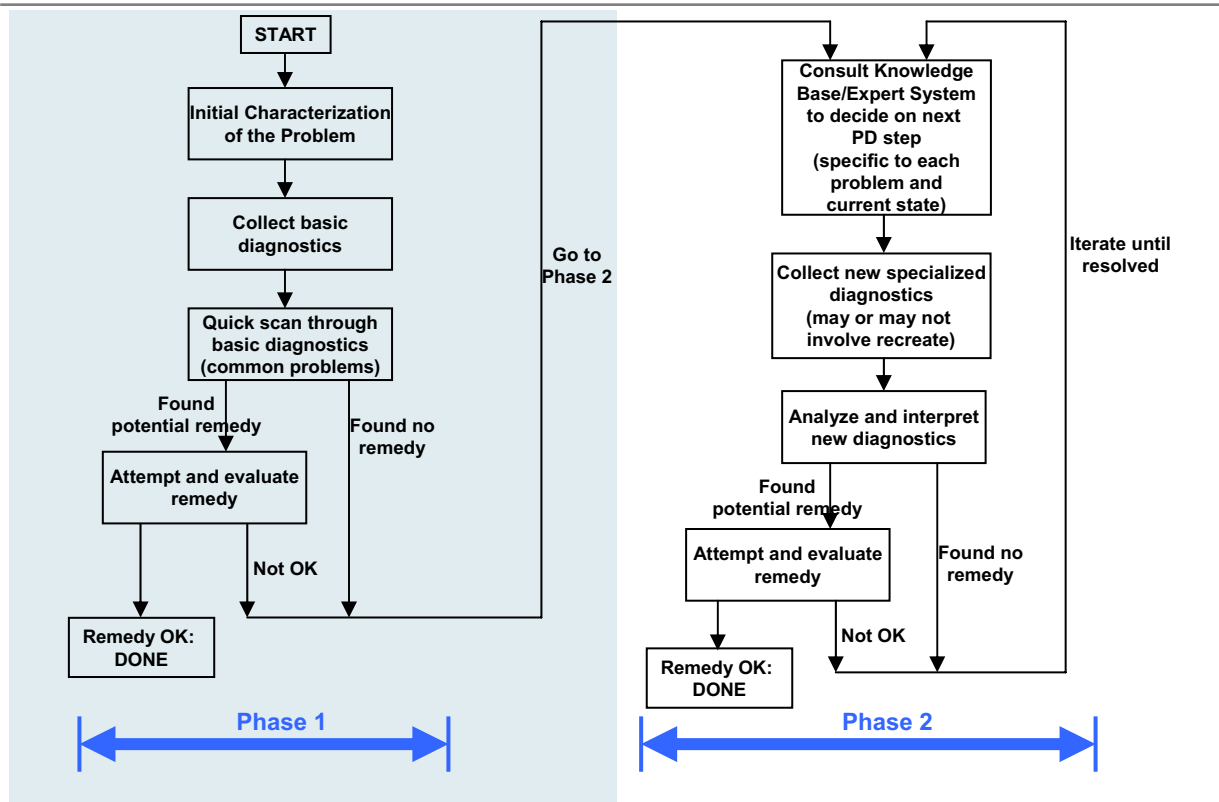 START
Initial Characterization
of the Problem
Collect basic
diagnostics
Quick scan through
basic diagnostics
(common problems)
Found
potential remedy
Found no
remedy
Attempt and evaluate
remedy
Not OK
Remedy OK:
DONE
Phase 1
Go to
Phase 2
Consult Knowledge
Base/Expert System
to decide on next
PD step
(specific to each
problem and
current state)
Iterate until
resolved
Collect new specialized
diagnostics
(may or may not
involve recreate)
Analyze and interpret
new diagnostics
Found
potential remedy
Found no
remedy
Attempt and evaluate
remedy
Not OK
Remedy OK:
DONE
Phase 2